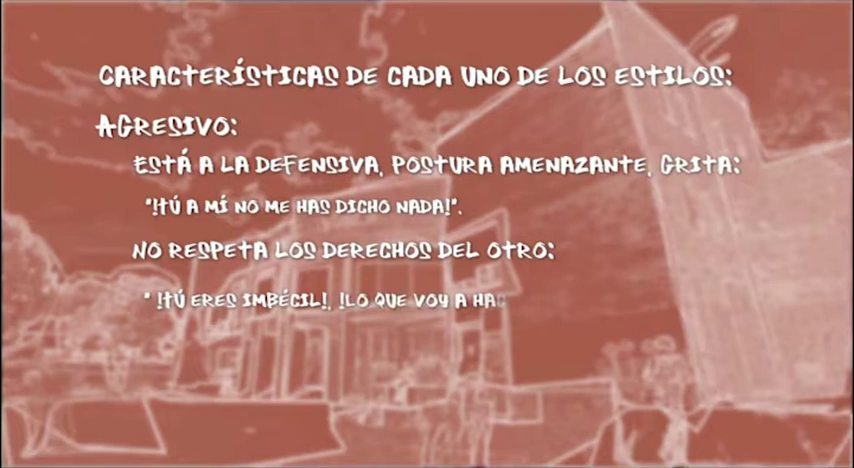 CARACTERÍSTICAS DE CADA UNO DE LOS ESTILOS:
AGRESIVO:
ESTÁ A LA DEFENSIVA, POSTURA AMENAZANTE, GRITA:
"!TÚ A MÍ NO ME HAS DICHO NADA!".
NO RESPETA LOS DERECHOS DEL OTRO:
" !TÚ ERES IMBÉCIL!, !LO QUE VOY A HAC